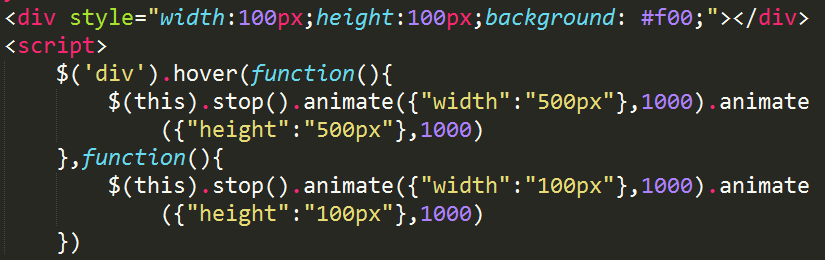 <div style="width:100px;height:100px;background: #f00;"></div>
<script>
$('div').hover(function(){
$(this).stop().animate({"width":"500px"},1000).animate
({"height":"500px"},1000)
},function(){
$(this).stop().animate({"width":"100px"},1000).animate
({"height":"100px"},1000)
})